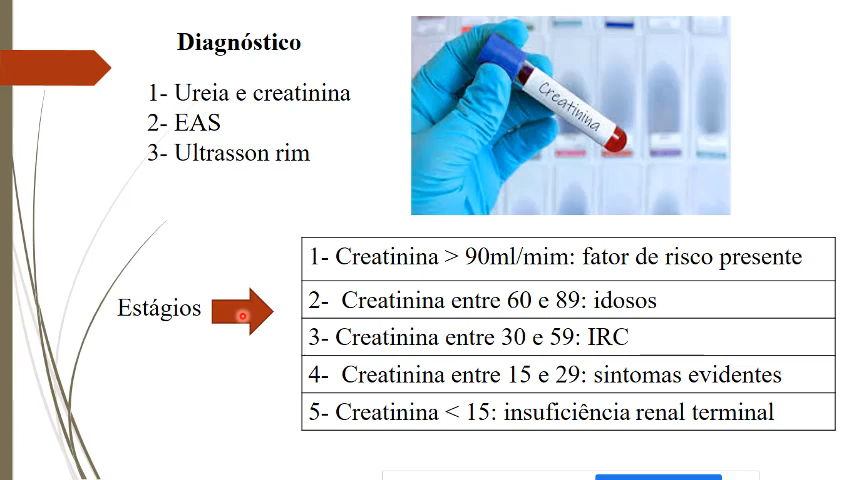 Diagnóstico
1- Ureia e creatinina
2- EAS
3- Ultrasson rim
Creatinina
Estágios
1- Creatinina > 90ml/mim: fator de risco presente
2- Creatinina entre 60 e 89: idosos
3- Creatinina entre 30 e 59: IRC
4- Creatinina entre 15 e 29: sintomas evidentes
5- Creatinina < 15: insuficiência renal terminal